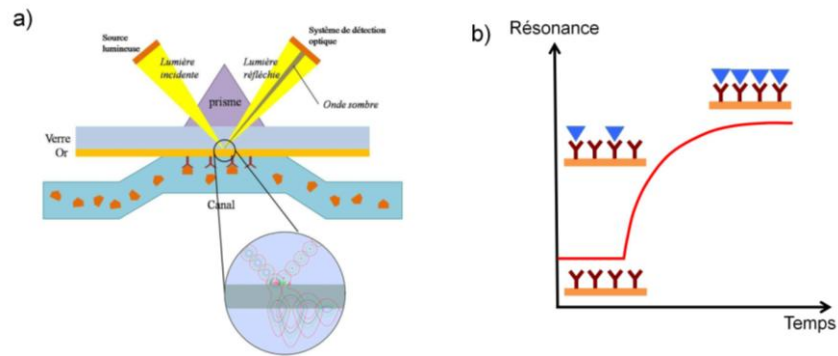 a)
Source
lumineuse
Lumière
incidente
Lumière
réfléchie
Système de détection
optique
Onde sombre
prisme
Verre
Or
Canal
b)
Résonance
Temps